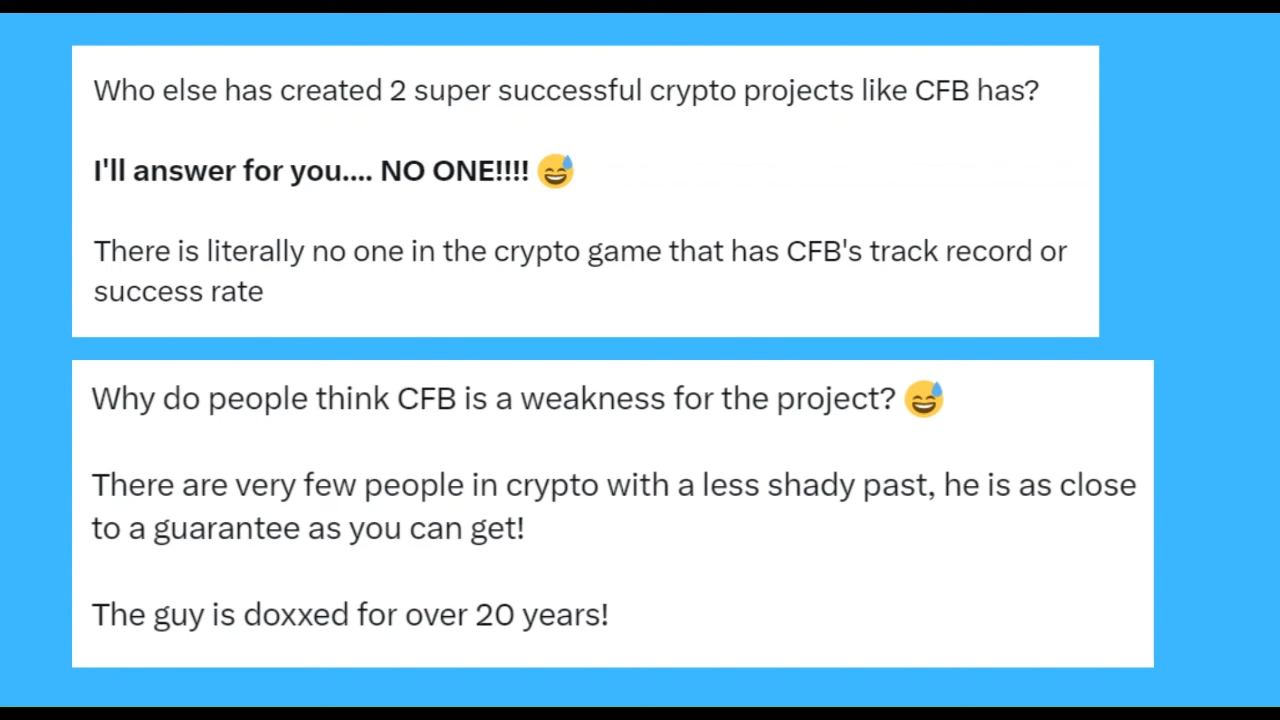 Who else has created 2 super successful crypto projects like CFB has?
I'll answer for you.... NO ONE!!!! 😅
There is literally no one in the crypto game that has CFB's track record or
success rate
Why do people think CFB is a weakness for the project? 😅
There are very few people in crypto with a less shady past, he is as close
to a guarantee as you can get!
The guy is doxxed for over 20 years!